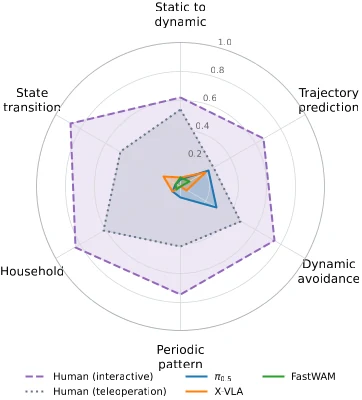 Static to
dynamic
1.0
0.8
State
transition
Trajectory
prediction
0.6
0.4
0.2
Household
Dynamic
avoidance
Periodic
pattern
Human (interactive)
π0.5
FastWAM
Human (teleoperation)
X-VLA